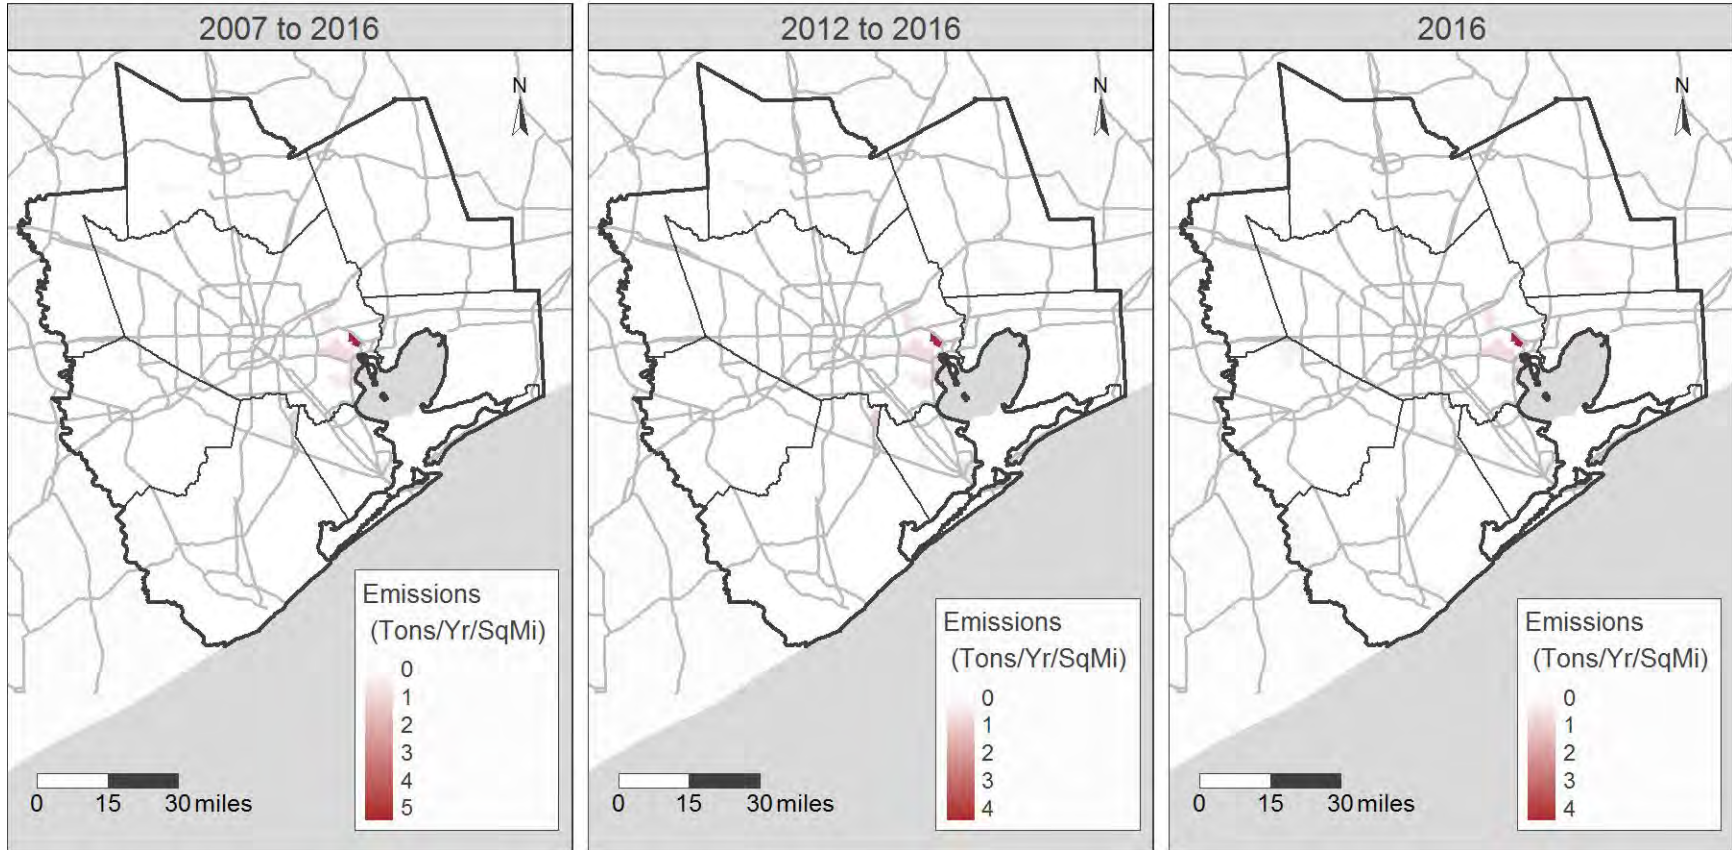 2007 to 2016
N
Emissions
(Tons/Yr/SqMi)
0
1
2
3
4
5
0 15 30 miles
2012 to 2016
N
Emissions
(Tons/Yr/SqMi)
0
1
2
3
4
0 15 30 miles
2016
N
Emissions
(Tons/Yr/SqMi)
0
1
2
3
4
0 15 30 miles